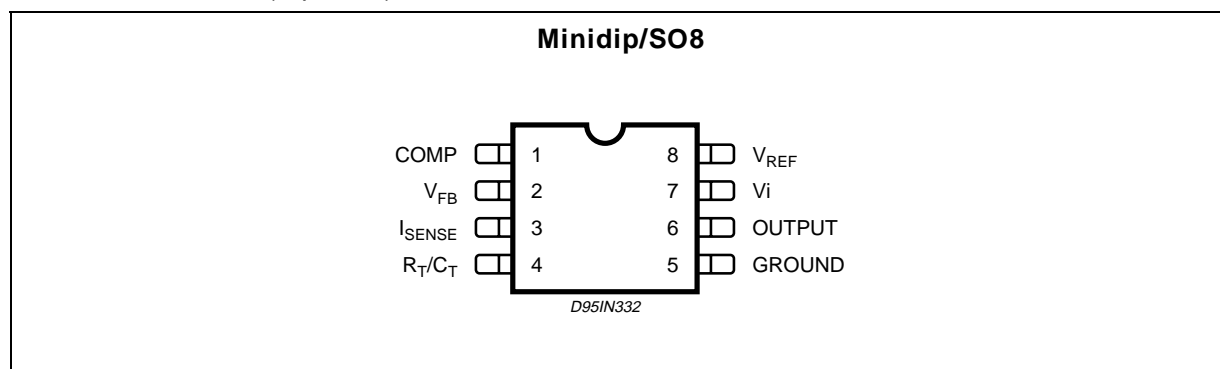 Minidip/SO8
COMP 1 8 VREF
VFB 2 7 Vi
ISENSE 3 6 OUTPUT
RT/CT 4 5 GROUND
D95IN332